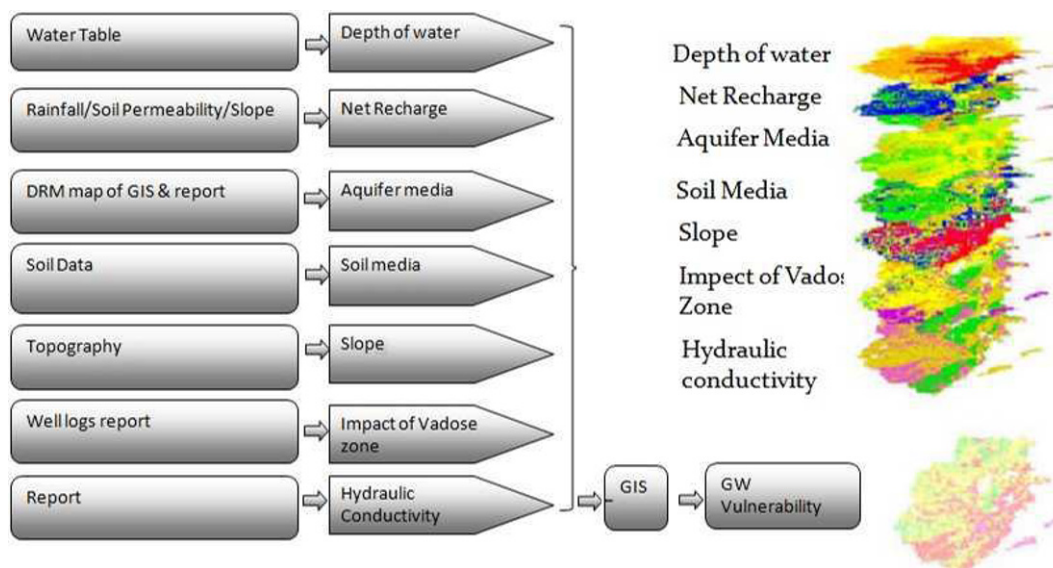 Water Table
Depth of water
Rainfall/Soil Permeability/Slope
Net Recharge
DRM map of GIS & report
Aquifer media
Soil Data
Soil media
Topography
Slope
Well logs report
Impact of Vadose
zone
Report
Hydraulic
Conductivity
GIS
GW
Vulnerability
Depth of water
Net Recharge
Aquifer Media
Soil Media
Slope
Impact of Vados
Zone
Hydraulic
conductivity